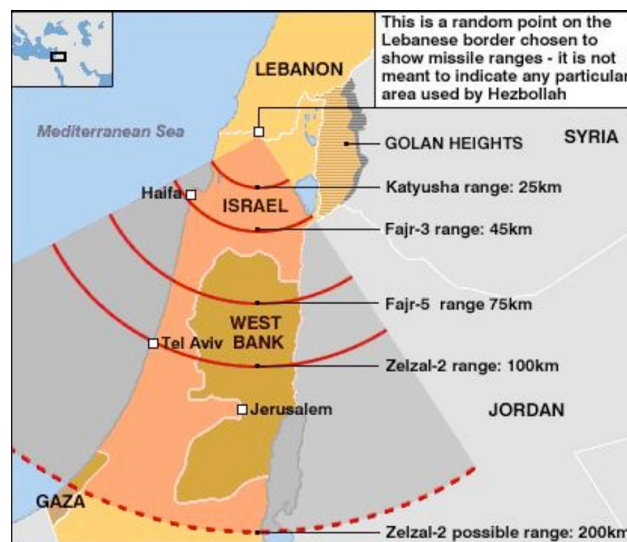 This is a random point on the
Lebanese border chosen to
show missile ranges - it is not
meant to indicate any particular
area used by Hezbollah
LEBANON
Mediterranean Sea
SYRIA
GOLAN HEIGHTS
Haifa
ISRAEL
Katyusha range: 25km
Fajr-3 range: 45km
Fajr-5 range 75km
WEST
BANK
Tel Aviv
Zelzal-2 range: 100km
Jerusalem
JORDAN
GAZA
Zelzal-2 possible range: 200km